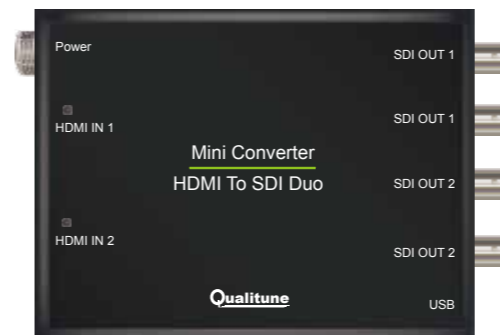 Power
SDI OUT 1
HDMI IN 1
SDI OUT 1
Mini Converter
HDMI To SDI Duo
SDI OUT 2
HDMI IN 2
SDI OUT 2
Qualitune
USB